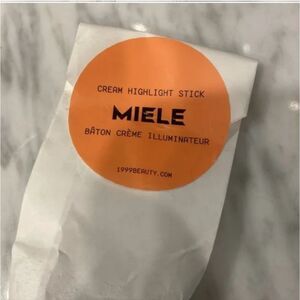 CREAM HIGHLIGHT STICK
MIELE
BÂTON CRÈME ILLUMINATEUR
1999BEAUTY.COM